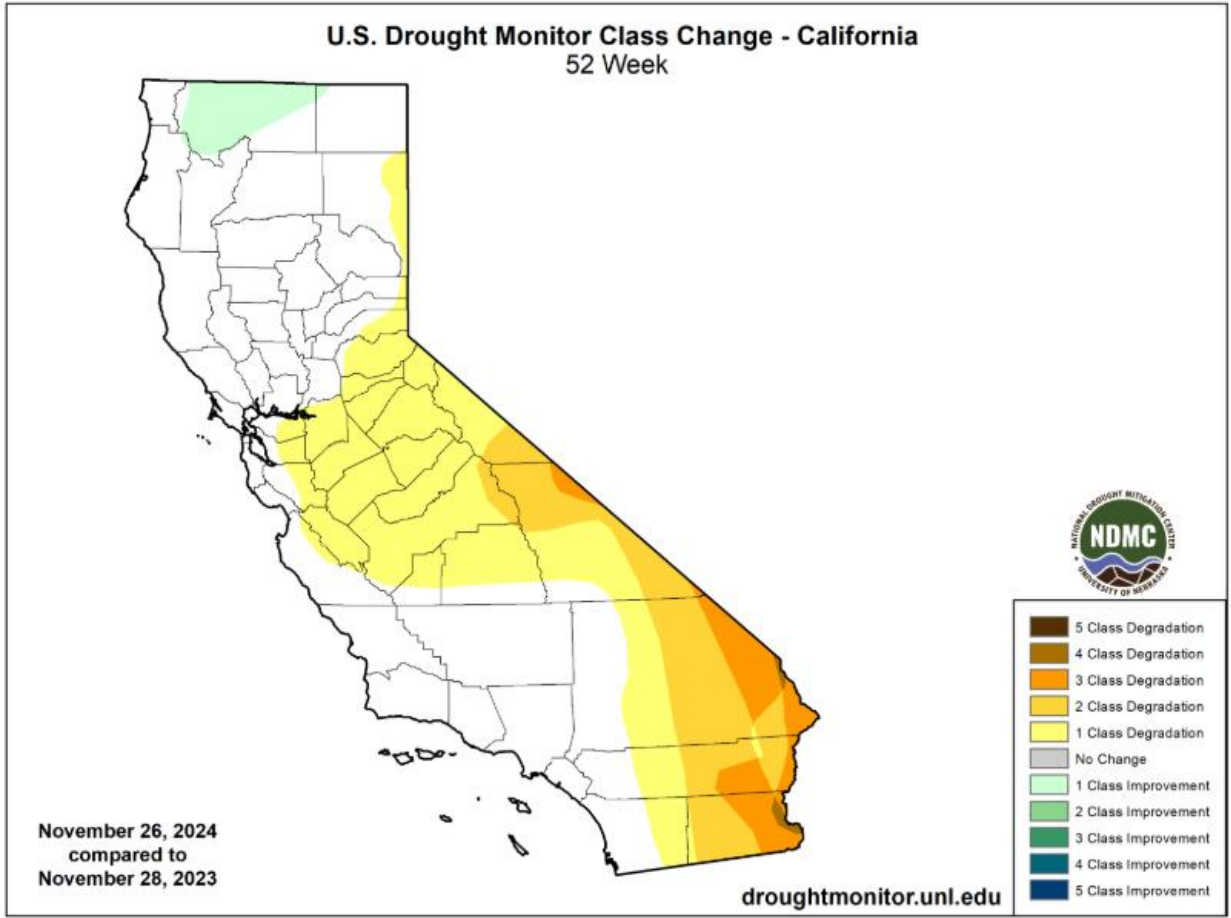 U.S. Drought Monitor Class Change - California
52 Week
NATIONAL DROUGHT MITIGATION CENTER
NDMC
UNIVERSITY OF NEBRASKA
5 Class Degradation
4 Class Degradation
3 Class Degradation
2 Class Degradation
1 Class Degradation
No Change
1 Class Improvement
2 Class Improvement
3 Class Improvement
4 Class Improvement
5 Class Improvement
November 26, 2024
compared to
November 28, 2023
droughtmonitor.unl.edu